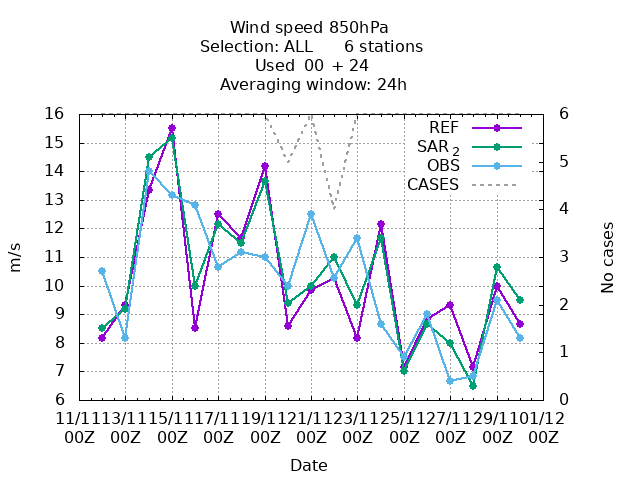 Wind speed 850hPa
Selection: ALL 6 stations
Used 00 + 24
Averaging window: 24h
REF
SAR 2
OBS
CASES
16
15
14
13
12
11
10
9
8
7
6
6
5
4
3
2
1
0
m/s
No cases
11/11 13/11 15/11 17/11 19/11 21/11 23/11 25/11 27/11 29/11 01/12
00Z 00Z 00Z 00Z 00Z 00Z 00Z 00Z 00Z 00Z 00Z
Date